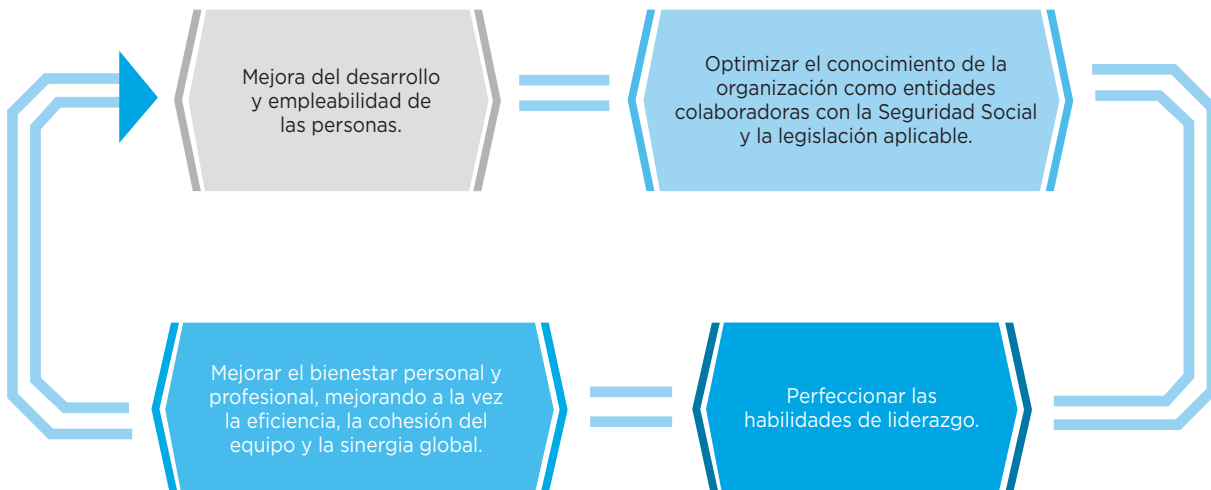 Mejora del desarrollo
y empleabilidad de
las personas.
Optimizar el conocimiento de la
organización como entidades
colaboradoras con la Seguridad Social
y la legislación aplicable.
Mejorar el bienestar personal y
profesional, mejorando a la vez
la eficiencia, la cohesión del
equipo y la sinergia global.
Perfeccionar las
habilidades de liderazgo.